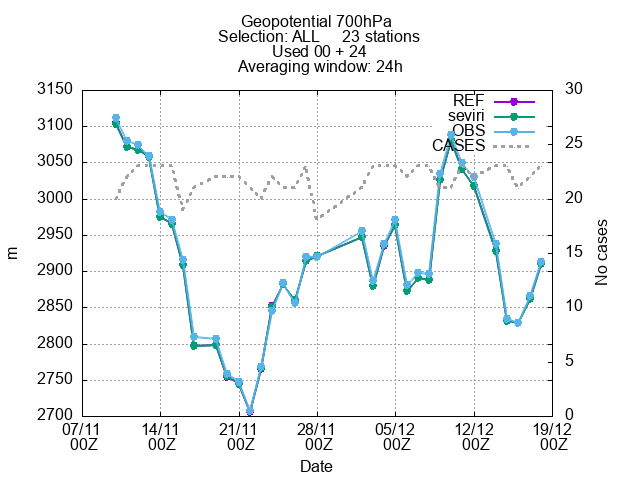 Geopotential 700hPa
Selection: ALL 23 stations
Used 00 + 24
Averaging window: 24h
3150
3100
3050
3000
2950
2900
2850
2800
2750
2700
m
30
25
20
15
10
5
0
No cases
REF
seviri
OBS
CASES
07/11 14/11 21/11 28/11 05/12 12/12 19/12
00Z 00Z 00Z 00Z 00Z 00Z 00Z
Date